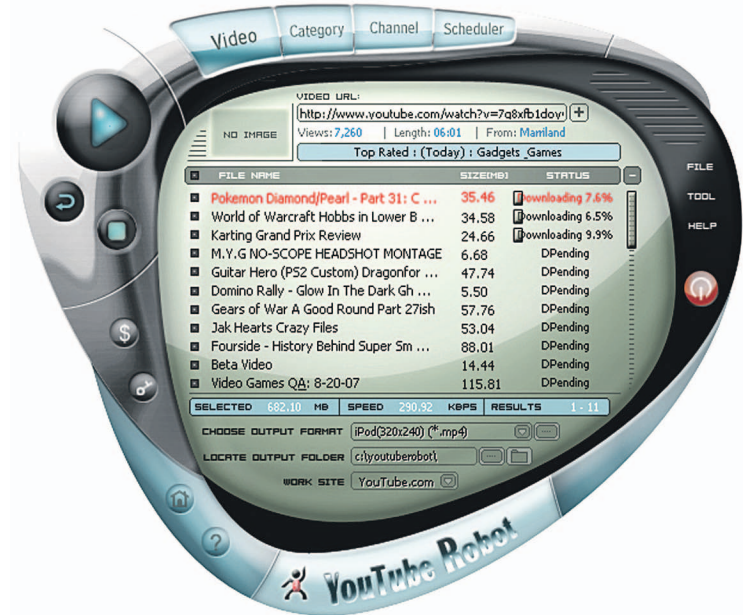 Video Category Channel Scheduler
VIDEO URL:
http://www.youtube.com/watch?v=7q8xfb1doy
NO IMAGE
Views: 7,260 | Length: 06:01 | From: Marriland
Top Rated : (Today) : Gadgets _Games
FILE NAME SIZE[MB] STATUS
Pokemon Diamond/Pearl - Part 31: C ... 35.46 Downloading 7.6%
World of Warcraft Hobbs in Lower B ... 34.58 Downloading 6.5%
Karting Grand Prix Review 24.66 Downloading 9.9%
M.Y.G NO-SCOPE HEADSHOT MONTAGE 6.68 DPending
Guitar Hero (PS2 Custom) Dragonfor ... 47.74 DPending
Domino Rally - Glow In The Dark Gh ... 5.50 DPending
Gears of War A Good Round Part 27ish 57.76 DPending
Jak Hearts Crazy Files 53.04 DPending
Fourside - History Behind Super Sm ... 88.01 DPending
Beta Video 14.44 DPending
Video Games QA: 8-20-07 115.81 DPending
FILE
TOOL
HELP
SELECTED 682.10 MB SPEED 290.92 KBPS RESULTS 1 - 11
CHOOSE OUTPUT FORMAT iPod(320x240) (*.mp4)
LOCATE OUTPUT FOLDER c:\youtuberobot\
WORK SITE YouTube.com
YouTube Robot